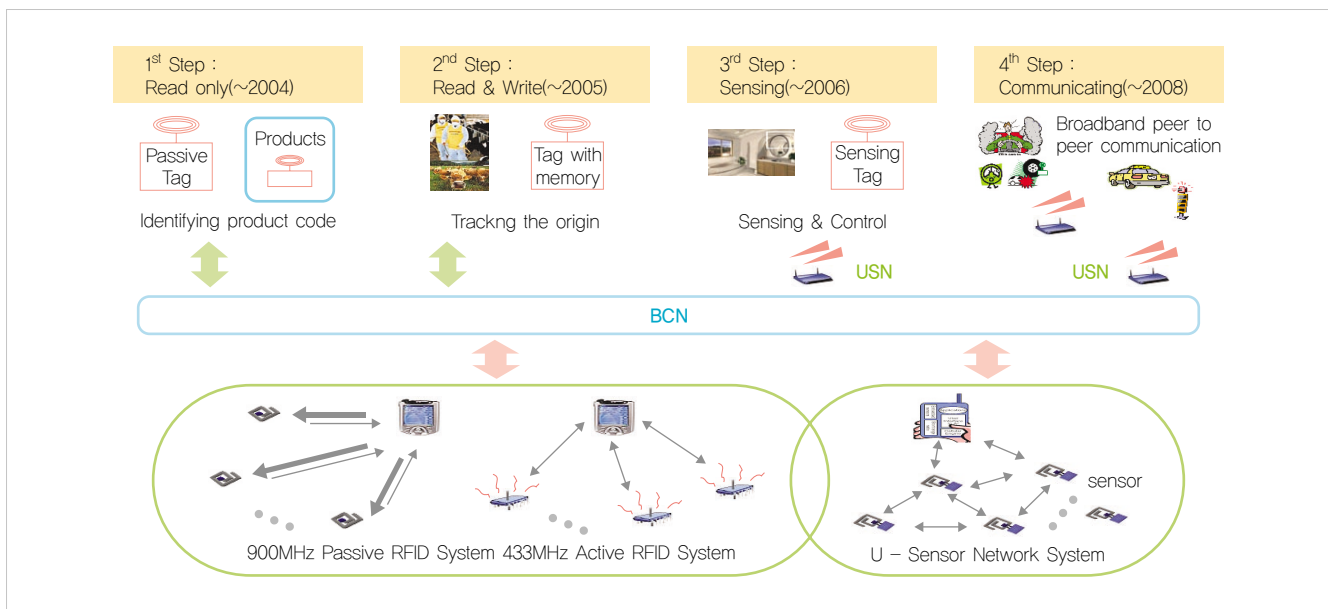 1st Step :
Read only(~2004)
2nd Step :
Read & Write(~2005)
3rd Step :
Sensing(~2006)
4th Step :
Communicating(~2008)
Passive
Tag
Products
Identifying product code
Tag with
memory
Trackng the origin
Sensing
Tag
Sensing & Control
USN
Broadband peer to
peer communication
USN
BCN
900MHz Passive RFID System
433MHz Active RFID System
sensor
U - Sensor Network System